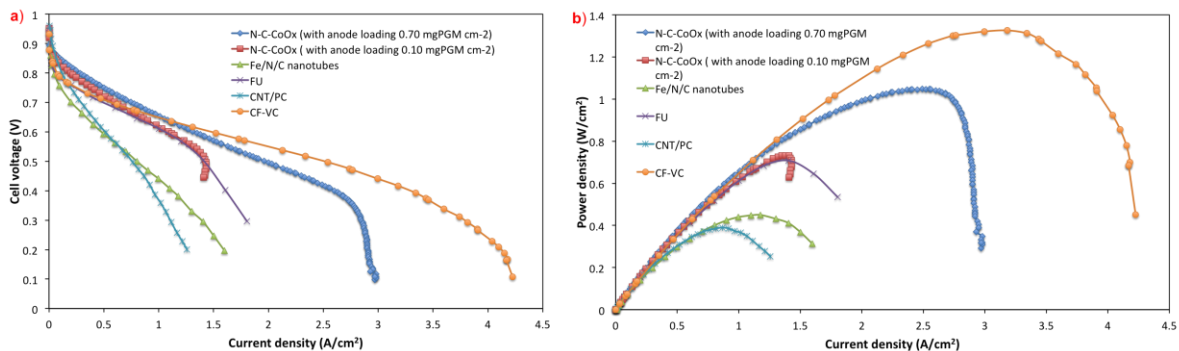 a)
N-C-CoOx (with anode loading 0.70 mgPGM cm-2)
N-C-CoOx ( with anode loading 0.10 mgPGM cm-2)
Fe/N/C nanotubes
FU
CNT/PC
CF-VC
Cell voltage (V)
1
0.9
0.8
0.7
0.6
0.5
0.4
0.3
0.2
0.1
0
0 0.5 1 1.5 2 2.5 3 3.5 4 4.5
Current density (A/cm²)
b)
N-C-CoOx (with anode loading 0.70 mgPGM
cm-2)
N-C-CoOx ( with anode loading 0.10 mgPGM
cm-2)
Fe/N/C nanotubes
FU
CNT/PC
CF-VC
Power density (W/cm²)
1.4
1.2
1
0.8
0.6
0.4
0.2
0
0 0.5 1 1.5 2 2.5 3 3.5 4 4.5
Current density (A/cm²)